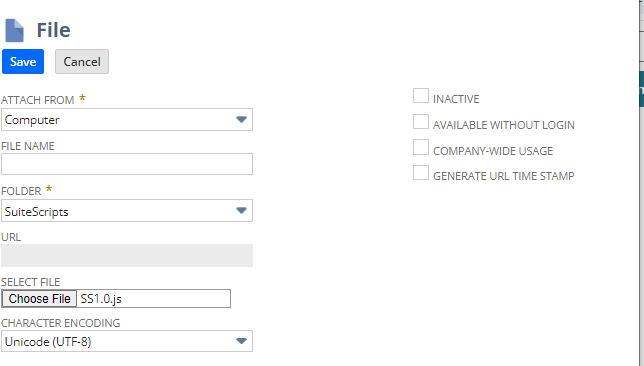 File
Save Cancel
ATTACH FROM *
Computer
FILE NAME
FOLDER *
SuiteScripts
URL
SELECT FILE
Choose File SS1.0.js
CHARACTER ENCODING
Unicode (UTF-8)
INACTIVE
AVAILABLE WITHOUT LOGIN
COMPANY-WIDE USAGE
GENERATE URL TIME STAMP